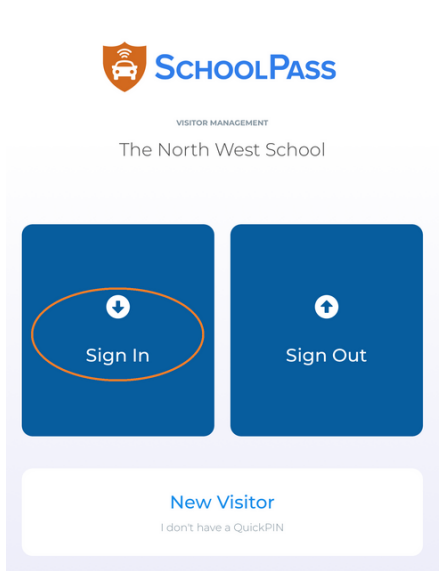 SCHOOLPASS
VISITOR MANAGEMENT
The North West School
Sign In
Sign Out
New Visitor
I don't have a QuickPIN